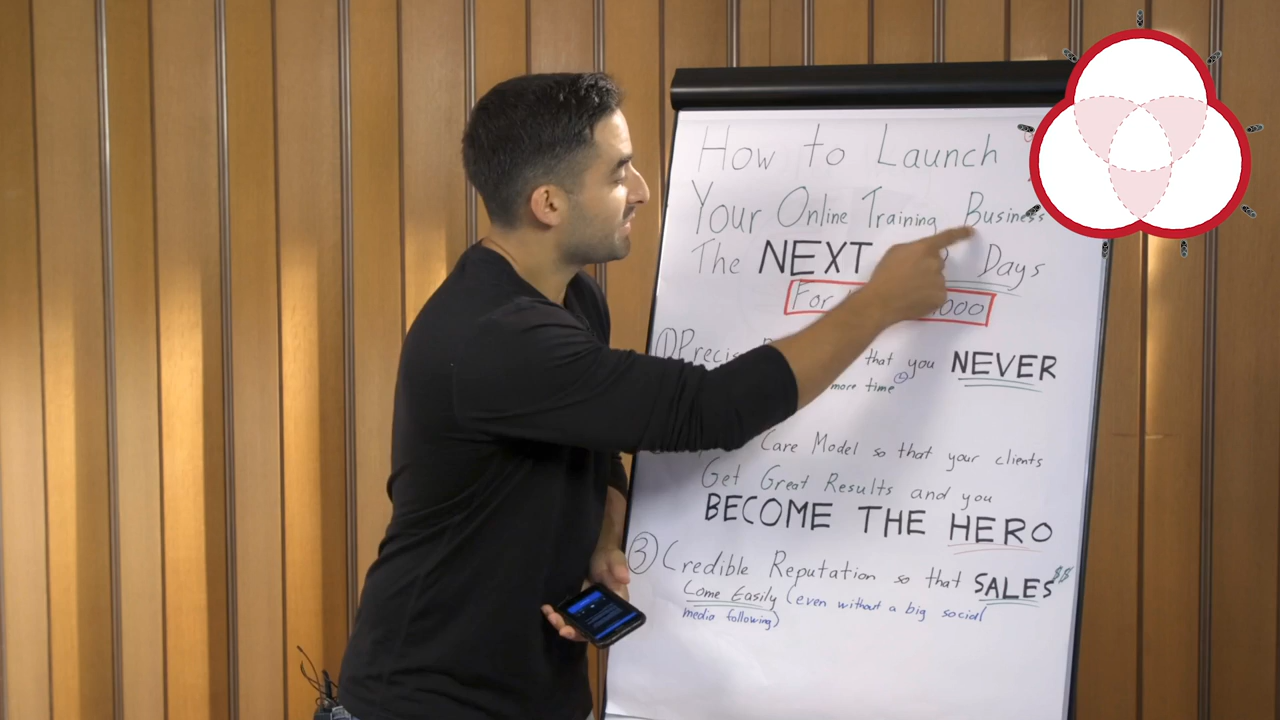 How to Launch
Your Online Training Business
The NEXT Days
For 000
① that you NEVER
more time
Care Model so that your clients
Get Great Results and you
BECOME THE HERO
③ Credible Reputation so that SALES $$
Come Easily (even without a big social
media following)